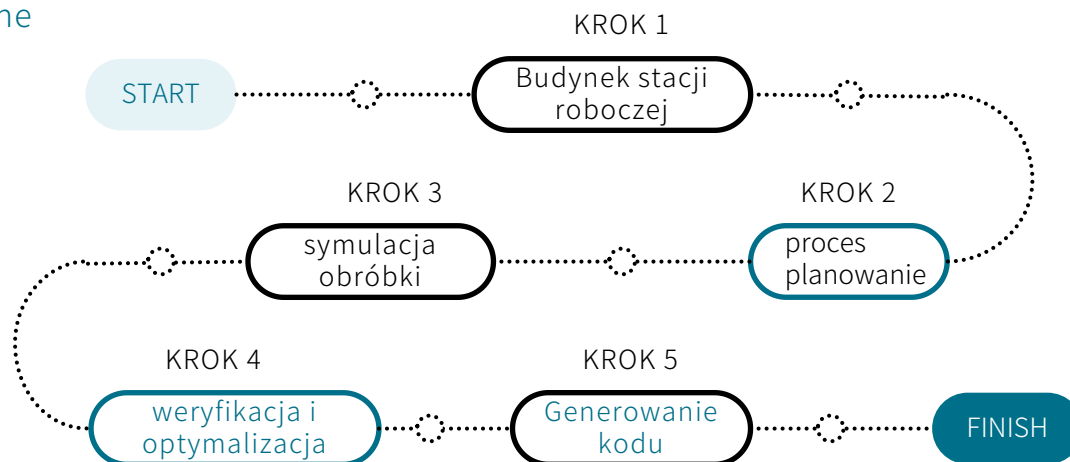 ne
KROK 1
START
Budynek stacji
roboczej
KROK 2
proces
planowanie
KROK 3
symulacja
obróbki
KROK 4
weryfikacja i
optymalizacja
KROK 5
Generowanie
kodu
FINISH